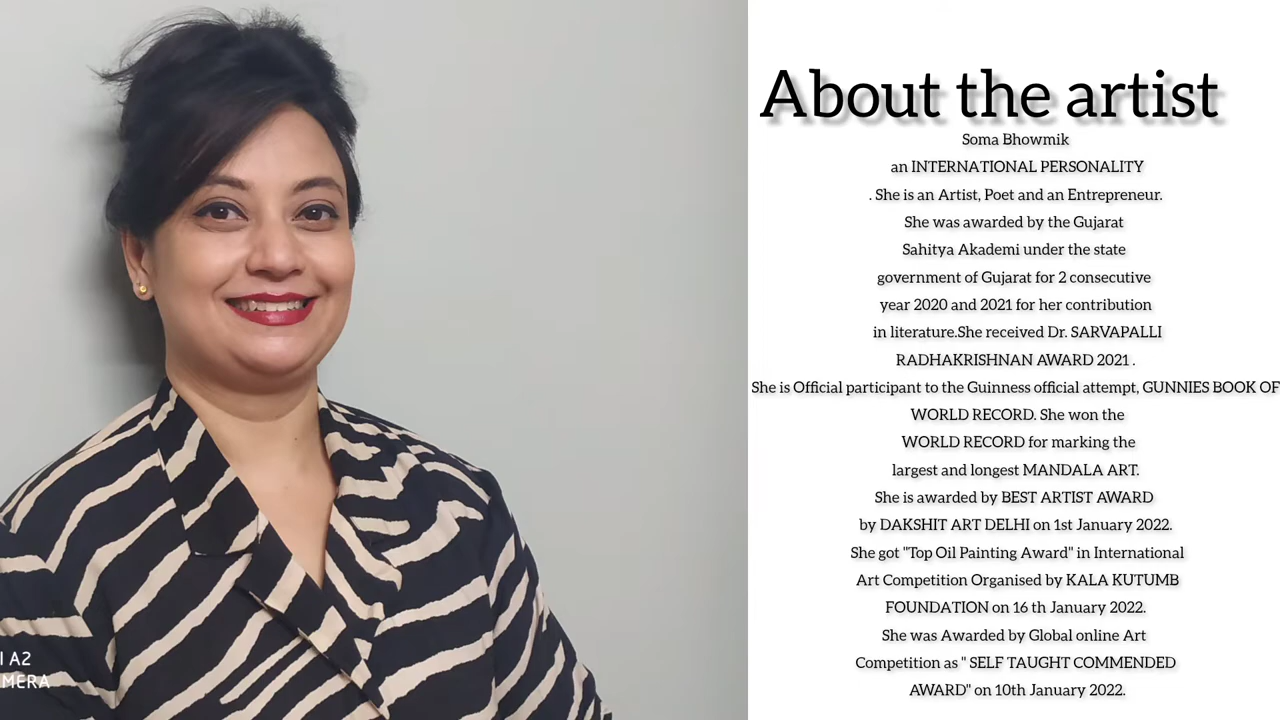 About the artist
Soma Bhowmik
an INTERNATIONAL PERSONALITY
. She is an Artist, Poet and an Entrepreneur.
She was awarded by the Gujarat
Sahitya Akademi under the state
government of Gujarat for 2 consecutive
year 2020 and 2021 for her contribution
in literature.She received Dr. SARVAPALLI
RADHAKRISHNAN AWARD 2021 .
She is Official participant to the Guinness official attempt, GUNNIES BOOK OF
WORLD RECORD. She won the
WORLD RECORD for marking the
largest and longest MANDALA ART.
She is awarded by BEST ARTIST AWARD
by DAKSHIT ART DELHI on 1st January 2022.
She got "Top Oil Painting Award" in International
Art Competition Organised by KALA KUTUMB
FOUNDATION on 16 th January 2022.
She was Awarded by Global online Art
Competition as " SELF TAUGHT COMMENDED
AWARD" on 10th January 2022.
A2